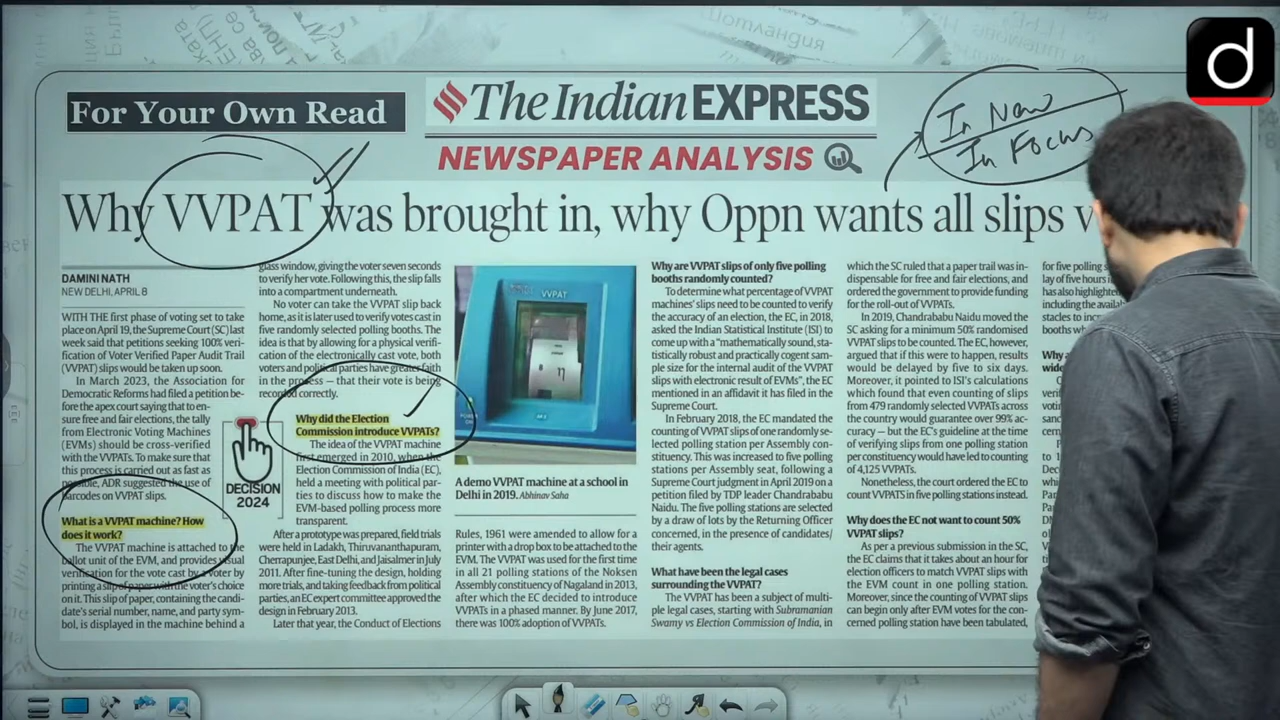 d
For Your Own Read
The Indian EXPRESS
NEWSPAPER ANALYSIS
In New
In Focus
Why VVPAT was brought in, why Oppn wants all slips v
DAMINI NATH
NEW DELHI, APRIL 8
WITH THE first phase of voting set to take
place on April 19, the Supreme Court (SC) last
week said that petitions seeking 100% veri-
fication of Voter Verified Paper Audit Trail
(VVPAT) slips would be taken up soon.
In March 2023, the Association for
Democratic Reforms had filed a petition be-
fore the apex court saying that to en-
sure free and fair elections, the tally
from Electronic Voting Machines
(EVMs) should be cross-verified
with the VVPATs. To make sure that
this process is carried out as fast as
possible, ADR suggested the use of
barcodes on VVPAT slips.
What is a VVPAT machine? How
does it work?
The VVPAT machine is attached to the
ballot unit of the EVM, and provides visual
verification for the vote cast by a voter by
printing a slip of paper with the voter's choice
on it. This slip of paper, containing the candi-
date's serial number, name, and party sym-
bol, is displayed in the machine behind a
glass window, giving the voter seven seconds
to verify her vote. Following this, the slip falls
into a compartment underneath.
No voter can take the VVPAT slip back
home, as it is later used to verify votes cast in
five randomly selected polling booths. The
idea is that by allowing for a physical verifi-
cation of the electronically cast vote, both
voters and political parties have greater faith
in the process — that their vote is being
recorded correctly.
DECISION
2024
Why did the Election
Commission introduce VVPATs?
The idea of the VVPAT machine
first emerged in 2010, when the
Election Commission of India (EC),
held a meeting with political par-
ties to discuss how to make the
EVM-based polling process more
transparent.
After a prototype was prepared, field trials
were held in Ladakh, Thiruvananthapuram,
Cherrapunjee, East Delhi, and Jaisalmer in July
2011. After fine-tuning the design, holding
more trials, and taking feedback from political
parties, an EC expert committee approved the
design in February 2013.
Later that year, the Conduct of Elections
VVPAT
A demo VVPAT machine at a school in
Delhi in 2019. Abhinav Saha
Rules, 1961 were amended to allow for a
printer with a drop box to be attached to the
EVM. The VVPAT was used for the first time
in all 21 polling stations of the Noksen
Assembly constituency of Nagaland in 2013,
after which the EC decided to introduce
VVPATs in a phased manner. By June 2017,
there was 100% adoption of VVPATs.
Why are VVPAT slips of only five polling
booths randomly counted?
To determine what percentage of VVPAT
machines' slips need to be counted to verify
the accuracy of an election, the EC, in 2018,
asked the Indian Statistical Institute (ISI) to
come up with a "mathematically sound, sta-
tistically robust and practically cogent sam-
ple size for the internal audit of the VVPAT
slips with electronic result of EVMs", the EC
mentioned in an affidavit it has filed in the
Supreme Court.
In February 2018, the EC mandated the
counting of VVPAT slips of one randomly se-
lected polling station per Assembly con-
stituency. This was increased to five polling
stations per Assembly seat, following a
Supreme Court judgment in April 2019 on a
petition filed by TDP leader Chandrababu
Naidu. The five polling stations are selected
by a draw of lots by the Returning Officer
concerned, in the presence of candidates/
their agents.
What have been the legal cases
surrounding the VVPAT?
The VVPAT has been a subject of multi-
ple legal cases, starting with Subramanian
Swamy vs Election Commission of India, in
which the SC ruled that a paper trail was in-
dispensable for free and fair elections, and
ordered the government to provide funding
for the roll-out of VVPATs.
In 2019, Chandrababu Naidu moved the
SC asking for a minimum 50% randomised
VVPAT slips to be counted. The EC, however,
argued that if this were to happen, results
would be delayed by five to six days.
Moreover, it pointed to ISI's calculations
which found that even counting of slips
from 479 randomly selected VVPATs across
the country would guarantee over 99% ac-
curacy — but the EC's guideline at the time
of verifying slips from one polling station
per constituency would have led to counting
of 4,125 VVPATs.
Nonetheless, the court ordered the EC to
count VVPATs in five polling stations instead.
Why does the EC not want to count 50%
VVPAT slips?
As per a previous submission in the SC,
the EC claims that it takes about an hour for
election officers to match VVPAT slips with
the EVM count in one polling station.
Moreover, since the counting of VVPAT slips
can begin only after EVM votes for the con-
cerned polling station have been tabulated,
for five polling s
lay of five hours
has also highlighted
including the availa
stacles to incr
booths wh
Why
wide